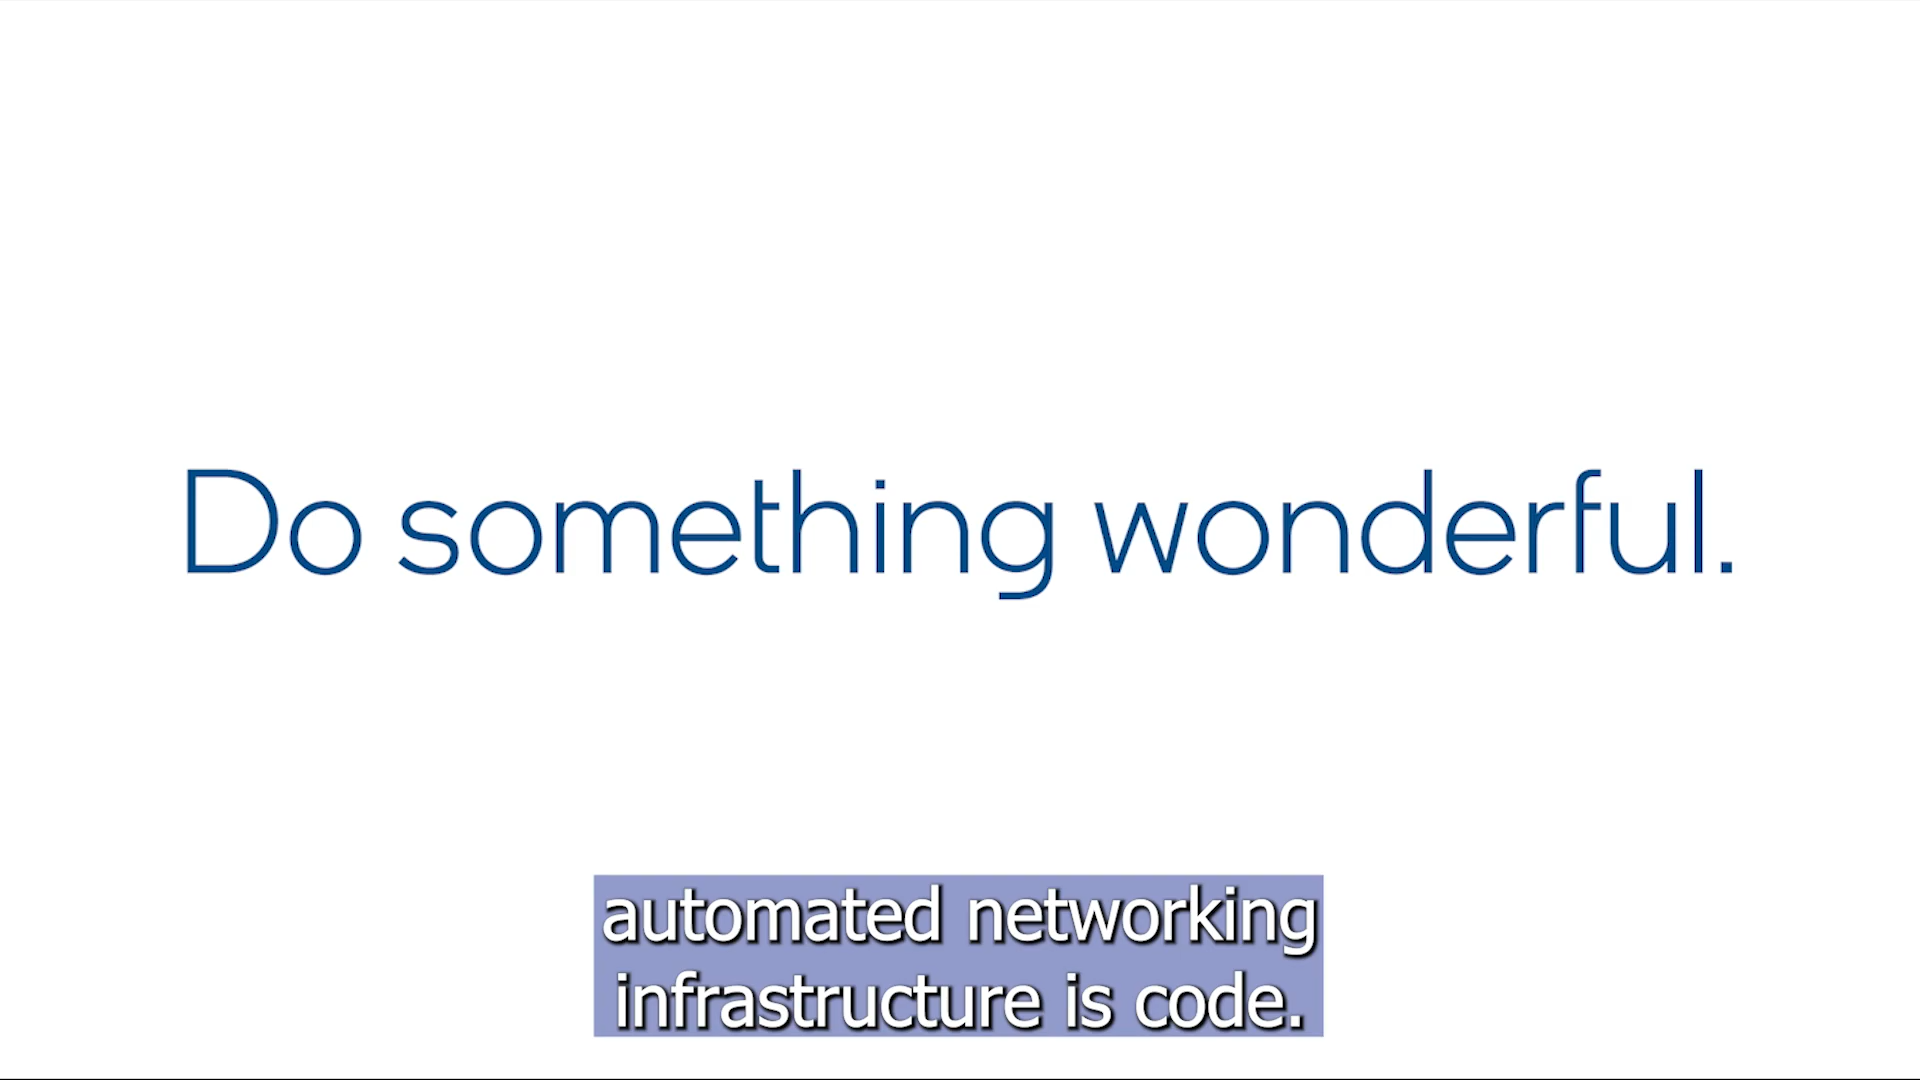 Do something wonderful.
automated networking
infrastructure is code.